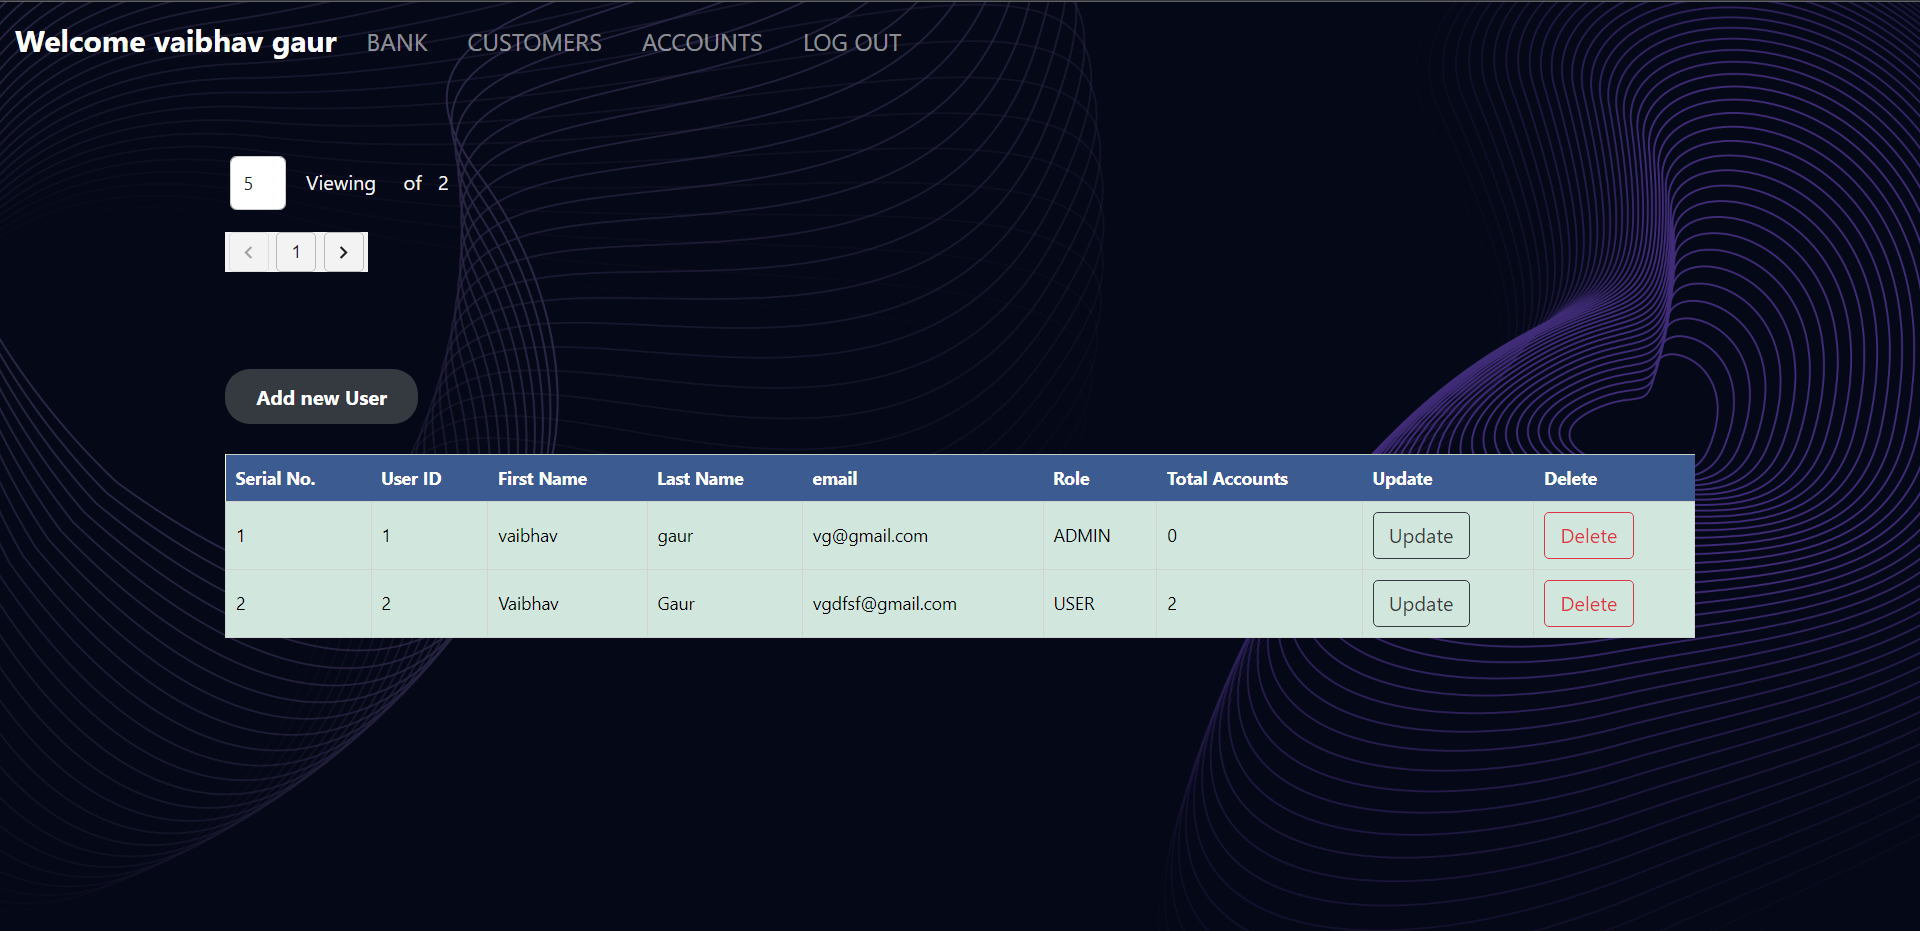 Welcome vaibhav gaur BANK CUSTOMERS ACCOUNTS LOG OUT
5 Viewing of 2
1
Add new User
Serial No. User ID First Name Last Name email Role Total Accounts Update Delete
1 1 vaibhav gaur vg@gmail.com ADMIN 0 Update Delete
2 2 Vaibhav Gaur vgdfsf@gmail.com USER 2 Update Delete